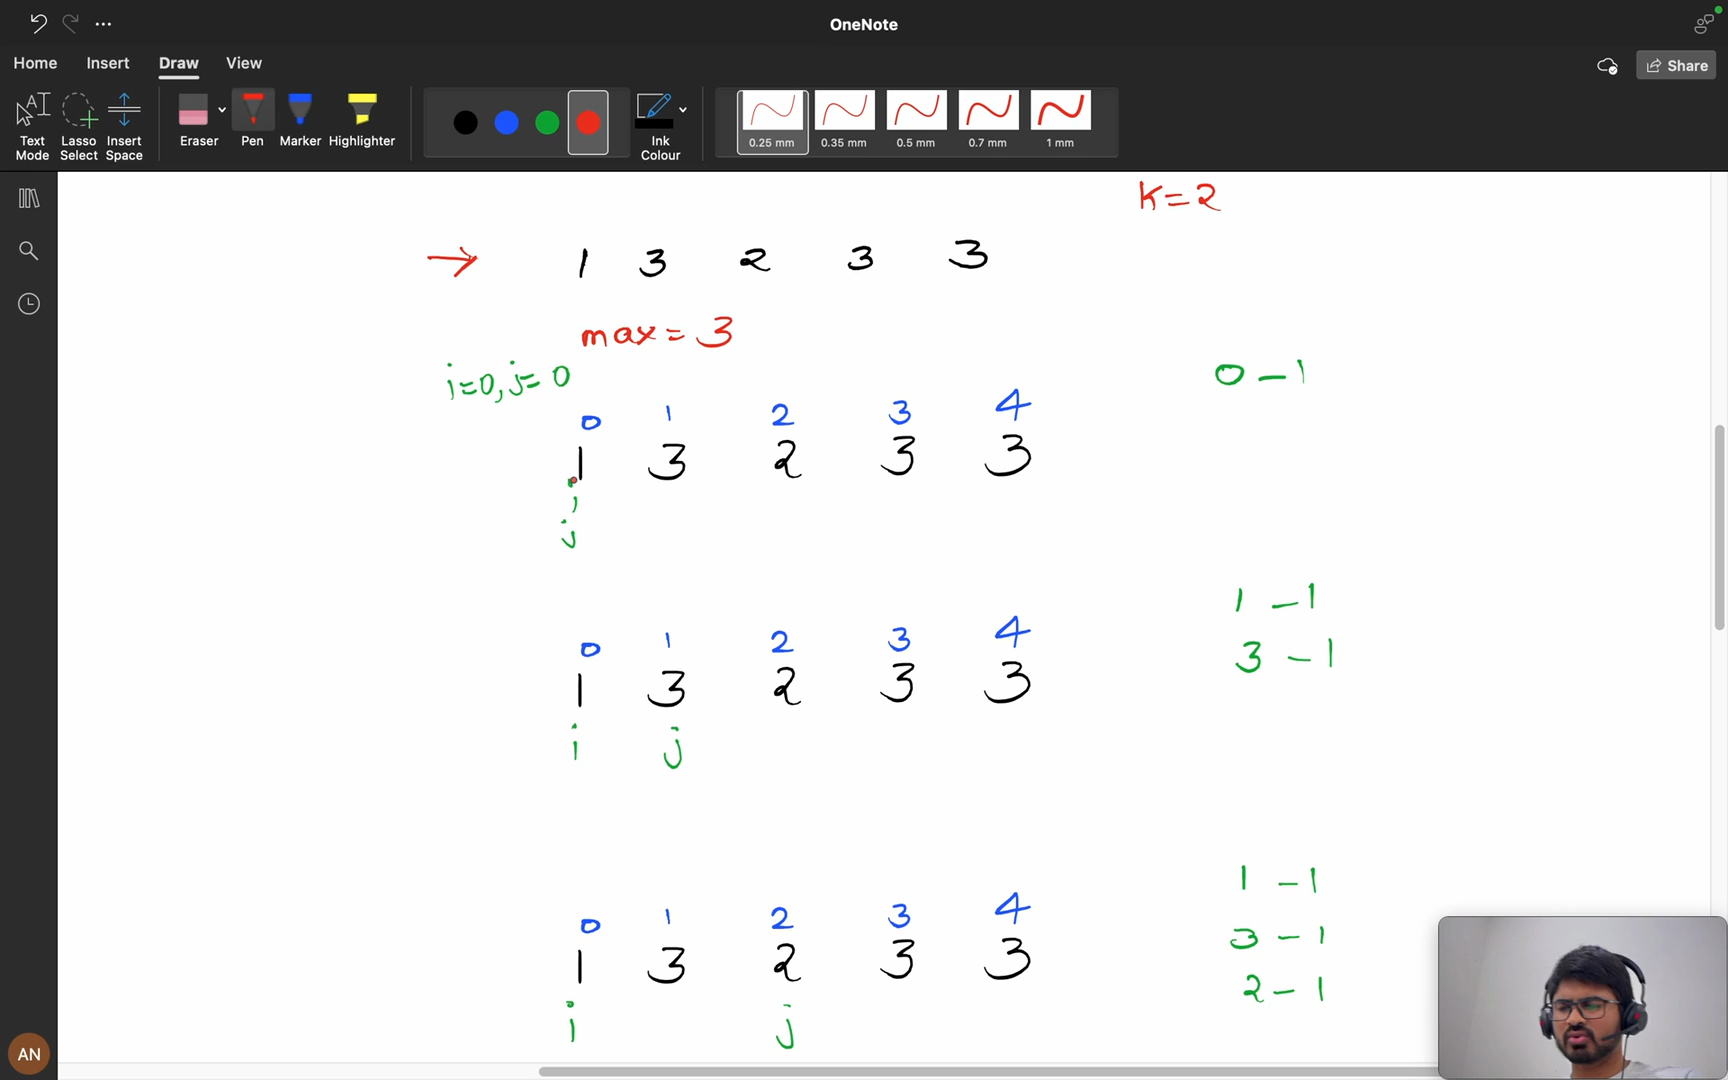 OneNote
Home Insert Draw View
Share
Text Mode
Lasso Select
Insert Space
Eraser
Pen
Marker
Highlighter
Ink Colour
0.25 mm
0.35 mm
0.5 mm
0.7 mm
1 mm
K=2
→ 1 3 2 3 3
max = 3
i=0, j=0
0 – 1
0 1 2 3 4
1 3 2 3 3
i
j
1 – 1
3 – 1
0 1 2 3 4
1 3 2 3 3
i j
1 – 1
3 – 1
2 – 1
0 1 2 3 4
1 3 2 3 3
i j
AN